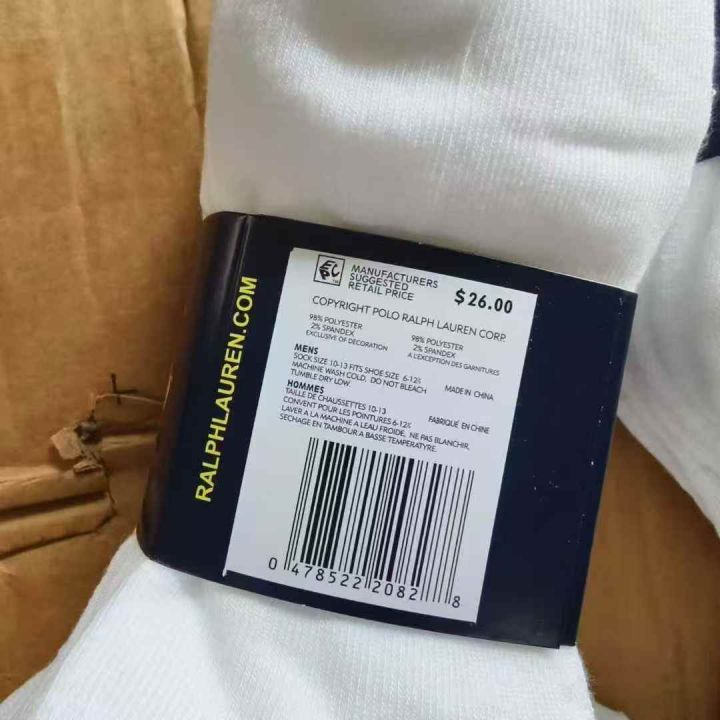 RALPHLAUREN.COM
MANUFACTURERS
SUGGESTED
RETAIL PRICE
$26.00
COPYRIGHT POLO RALPH LAUREN CORP.
98% POLYESTER
2% SPANDEX
EXCLUSIVE OF DECORATION
98% POLYESTER
2% SPANDEX
A L'EXCEPTION DES GARNITURES
MENS
SOCK SIZE 10-13 FITS SHOE SIZE 6-12½
MACHINE WASH COLD, DO NOT BLEACH
TUMBLE DRY LOW
MADE IN CHINA
HOMMES
TAILLE DE CHAUSSETTES 10-13
CONVENT POUR LES POINTURES 6-12½
FABRIQUÉ EN CHINE
LAVER A LA MACHINE A LEAU FROIDE, NE PAS BLANCHIR,
SECHAGE EN TAMBOUR A BASSE TEMPERATYRE.
0 478522 2082 8